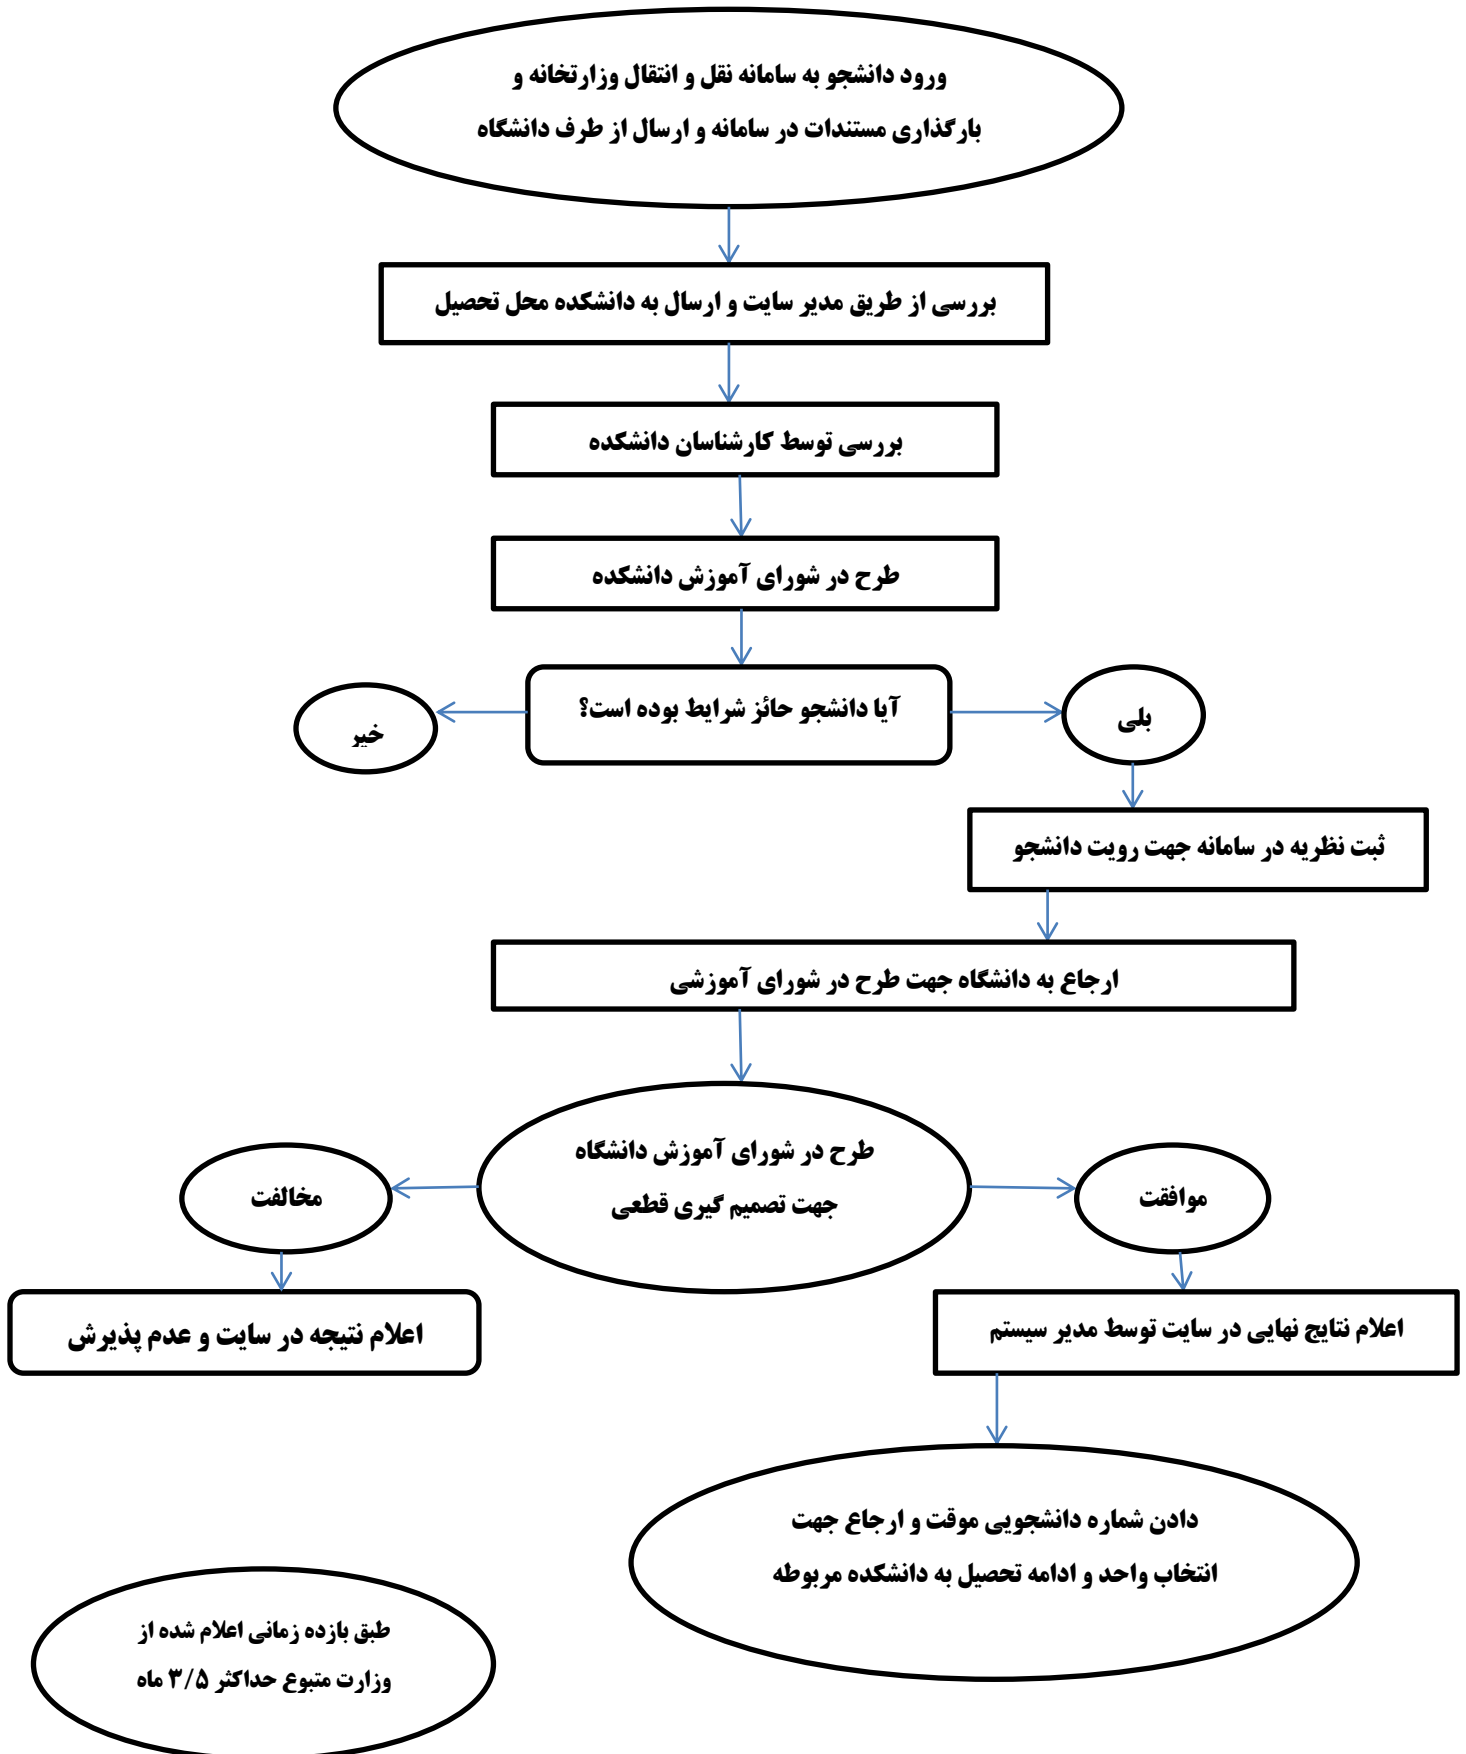 ورود دانشجو به سامانه نقل و انتقال وزارتخانه و
بارگذاری مستندات در سامانه و ارسال از طرف دانشگاه
بررسی از طریق مدیر سایت و ارسال به دانشکده محل تحصیل
بررسی توسط کارشناسان دانشکده
طرح در شورای آموزش دانشکده
آیا دانشجو حائز شرایط بوده است؟
بلی
خیر
ثبت نظریه در سامانه جهت رویت دانشجو
ارجاع به دانشگاه جهت طرح در شورای آموزشی
طرح در شورای آموزش دانشگاه
جهت تصمیم گیری قطعی
موافقت
مخالفت
اعلام نتایج نهایی در سایت توسط مدیر سیستم
اعلام نتیجه در سایت و عدم پذیرش
دادن شماره دانشجویی موقت و ارجاع جهت
انتخاب واحد و ادامه تحصیل به دانشکده مربوطه
طبق بازده زمانی اعلام شده از
وزارت متبوع حداکثر ۳/۵ ماه